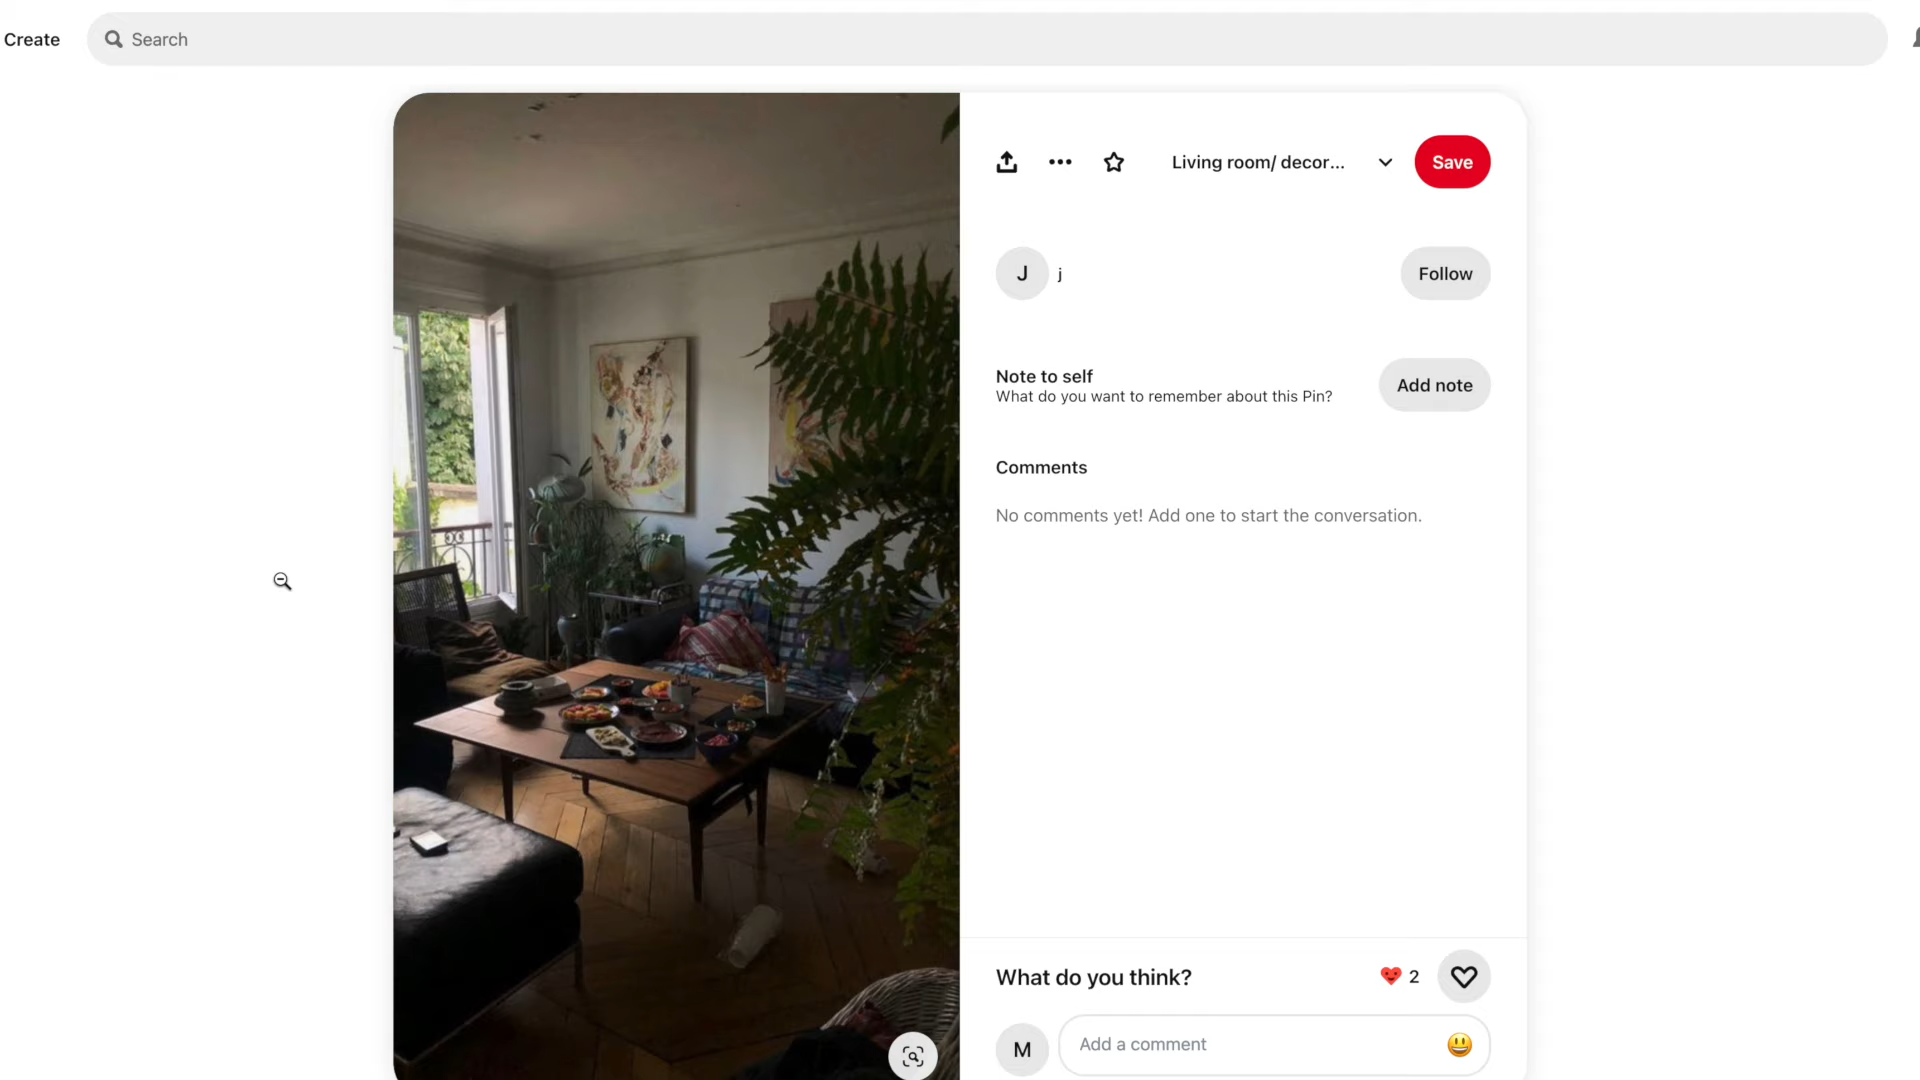 Create
Search
Living room/ decor...
Save
J
j
Follow
Note to self
What do you want to remember about this Pin?
Add note
Comments
No comments yet! Add one to start the conversation.
What do you think?
2
M
Add a comment